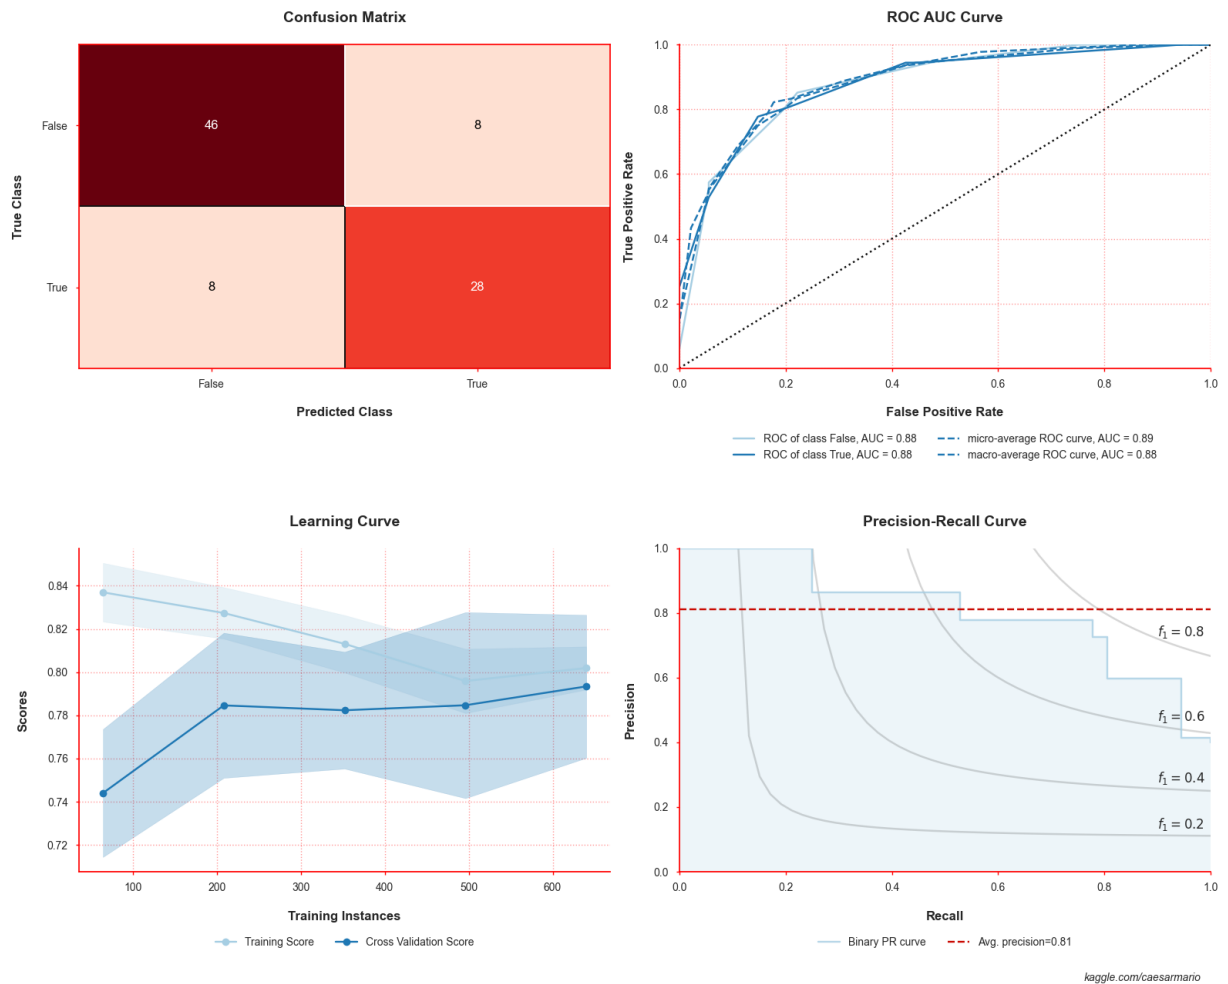 Confusion Matrix
True Class
False
True
46
8
8
28
False
True
Predicted Class
ROC AUC Curve
True Positive Rate
1.0
0.8
0.6
0.4
0.2
0.0
0.0
0.2
0.4
0.6
0.8
1.0
False Positive Rate
ROC of class False, AUC = 0.88
ROC of class True, AUC = 0.88
micro-average ROC curve, AUC = 0.89
macro-average ROC curve, AUC = 0.88
Learning Curve
Scores
0.84
0.82
0.80
0.78
0.76
0.74
0.72
100
200
300
400
500
600
Training Instances
Training Score
Cross Validation Score
Precision-Recall Curve
Precision
1.0
0.8
0.6
0.4
0.2
0.0
f₁ = 0.8
f₁ = 0.6
f₁ = 0.4
f₁ = 0.2
0.0
0.2
0.4
0.6
0.8
1.0
Recall
Binary PR curve
Avg. precision=0.81
kaggle.com/caesarmario